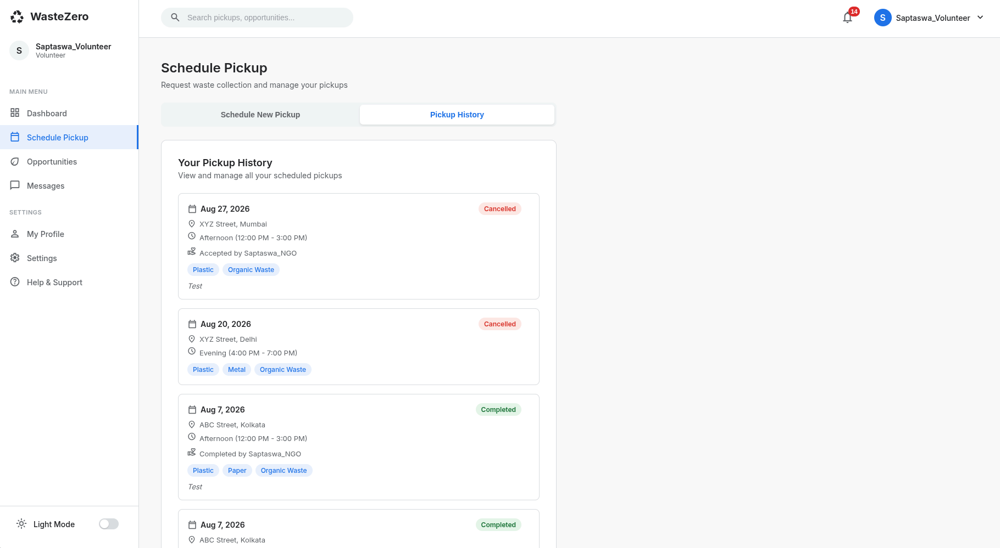 WasteZero
Search pickups, opportunities...
14
S
Saptaswa_Volunteer
S
Saptaswa_Volunteer
Volunteer
MAIN MENU
Dashboard
Schedule Pickup
Opportunities
Messages
SETTINGS
My Profile
Settings
Help & Support
Light Mode
Schedule Pickup
Request waste collection and manage your pickups
Schedule New Pickup
Pickup History
Your Pickup History
View and manage all your scheduled pickups
Aug 27, 2026
Cancelled
XYZ Street, Mumbai
Afternoon (12:00 PM - 3:00 PM)
Accepted by Saptaswa_NGO
Plastic Organic Waste
Test
Aug 20, 2026
Cancelled
XYZ Street, Delhi
Evening (4:00 PM - 7:00 PM)
Plastic Metal Organic Waste
Aug 7, 2026
Completed
ABC Street, Kolkata
Afternoon (12:00 PM - 3:00 PM)
Completed by Saptaswa_NGO
Plastic Paper Organic Waste
Test
Aug 7, 2026
Completed
ABC Street, Kolkata